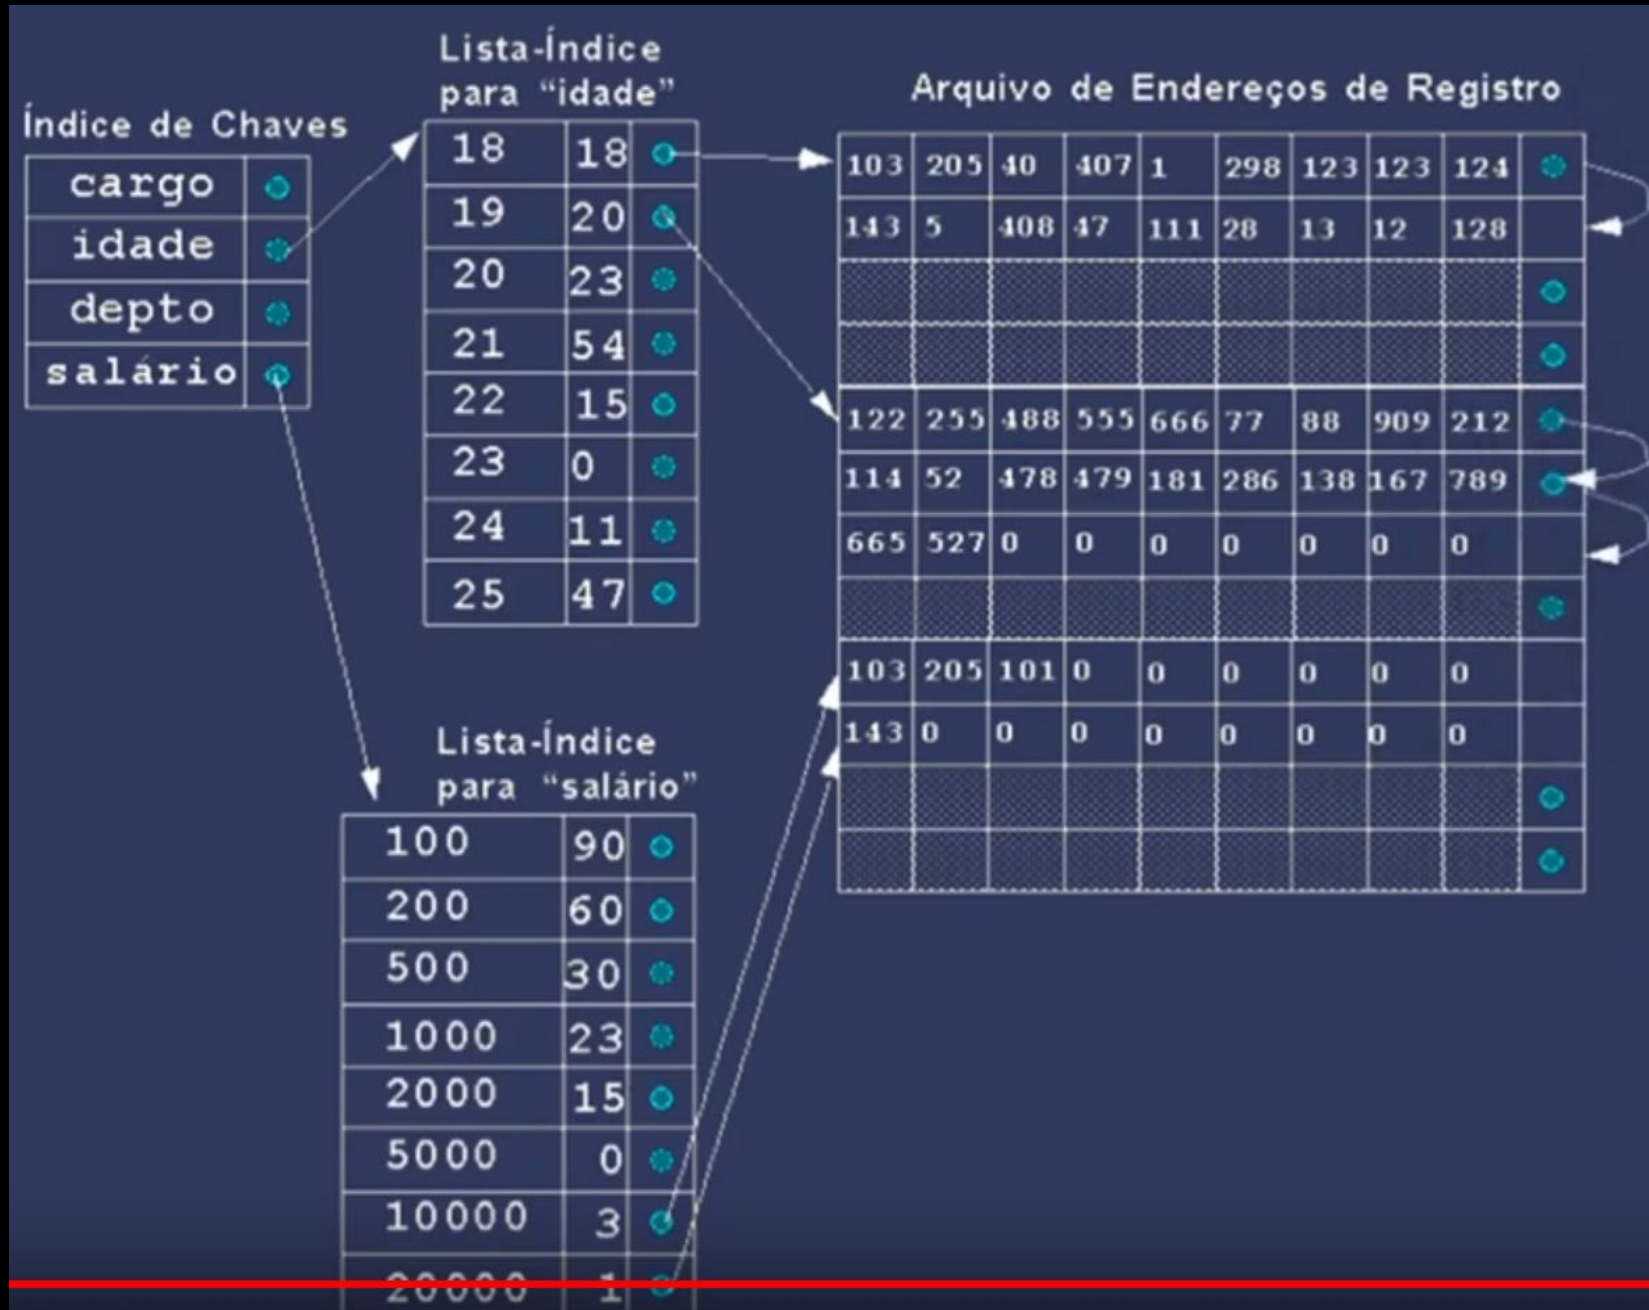 Índice de Chaves
cargo
idade
depto
salário
Lista-Índice
para “idade”
18 18
19 20
20 23
21 54
22 15
23 0
24 11
25 47
Lista-Índice
para “salário”
100 90
200 60
500 30
1000 23
2000 15
5000 0
10000 3
20000 1
Arquivo de Endereços de Registro
103 205 40 407 1 298 123 123 124
143 5 408 47 111 28 13 12 128
122 255 488 555 666 77 88 909 212
114 52 478 479 181 286 138 167 789
665 527 0 0 0 0 0 0 0
103 205 101 0 0 0 0 0 0
143 0 0 0 0 0 0 0 0